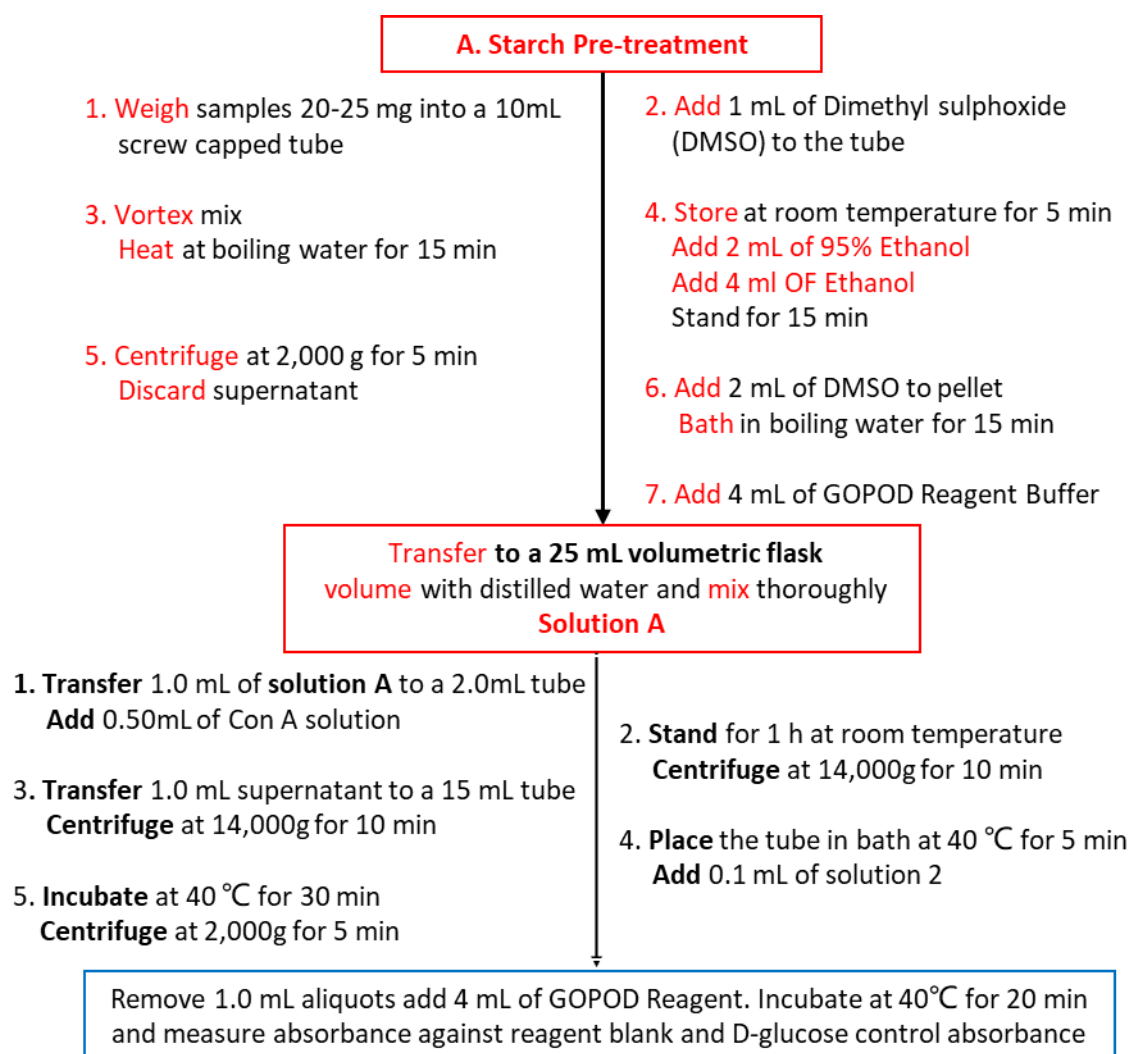 A. Starch Pre-treatment
1. Weigh samples 20-25 mg into a 10mL
screw capped tube
2. Add 1 mL of Dimethyl sulphoxide
(DMSO) to the tube
3. Vortex mix
Heat at boiling water for 15 min
4. Store at room temperature for 5 min
Add 2 mL of 95% Ethanol
Add 4 ml OF Ethanol
Stand for 15 min
5. Centrifuge at 2,000 g for 5 min
Discard supernatant
6. Add 2 mL of DMSO to pellet
Bath in boiling water for 15 min
7. Add 4 mL of GOPOD Reagent Buffer
Transfer to a 25 mL volumetric flask
volume with distilled water and mix thoroughly
Solution A
1. Transfer 1.0 mL of solution A to a 2.0mL tube
Add 0.50mL of Con A solution
2. Stand for 1 h at room temperature
Centrifuge at 14,000g for 10 min
3. Transfer 1.0 mL supernatant to a 15 mL tube
Centrifuge at 14,000g for 10 min
4. Place the tube in bath at 40 ℃ for 5 min
Add 0.1 mL of solution 2
5. Incubate at 40 ℃ for 30 min
Centrifuge at 2,000g for 5 min
Remove 1.0 mL aliquots add 4 mL of GOPOD Reagent. Incubate at 40℃ for 20 min
and measure absorbance against reagent blank and D-glucose control absorbance